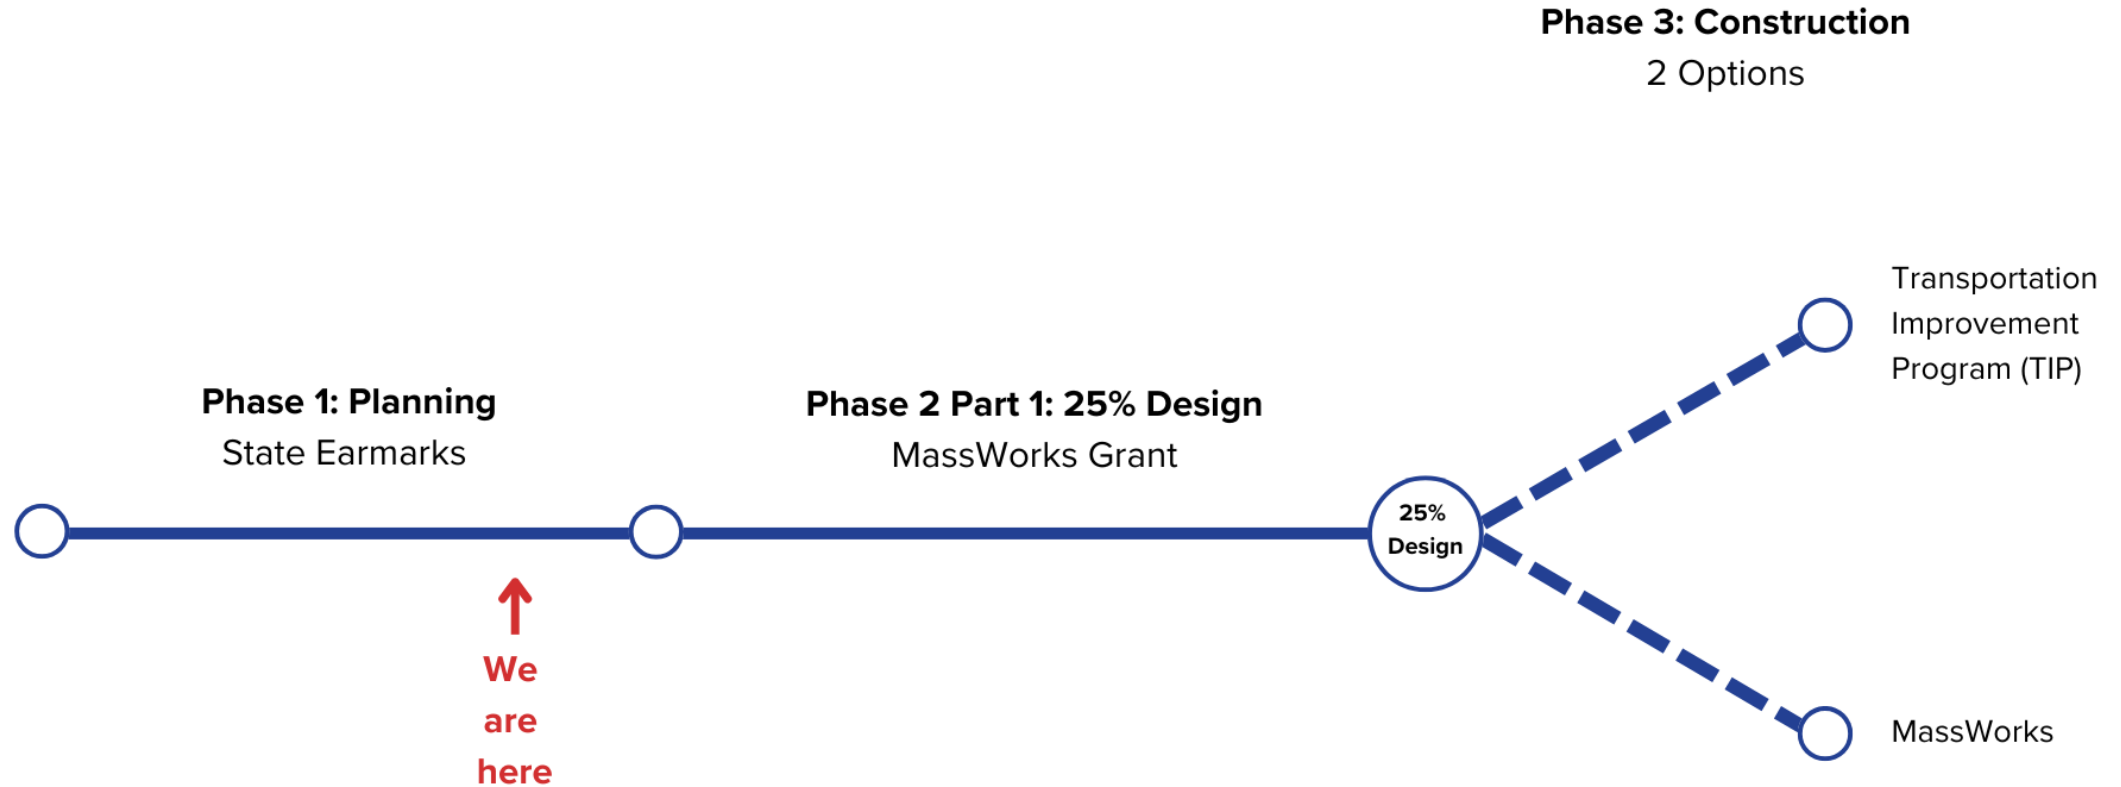 Phase 3: Construction
2 Options
Transportation
Improvement
Program (TIP)
Phase 1: Planning
State Earmarks
Phase 2 Part 1: 25% Design
MassWorks Grant
25%
Design
We
are
here
MassWorks